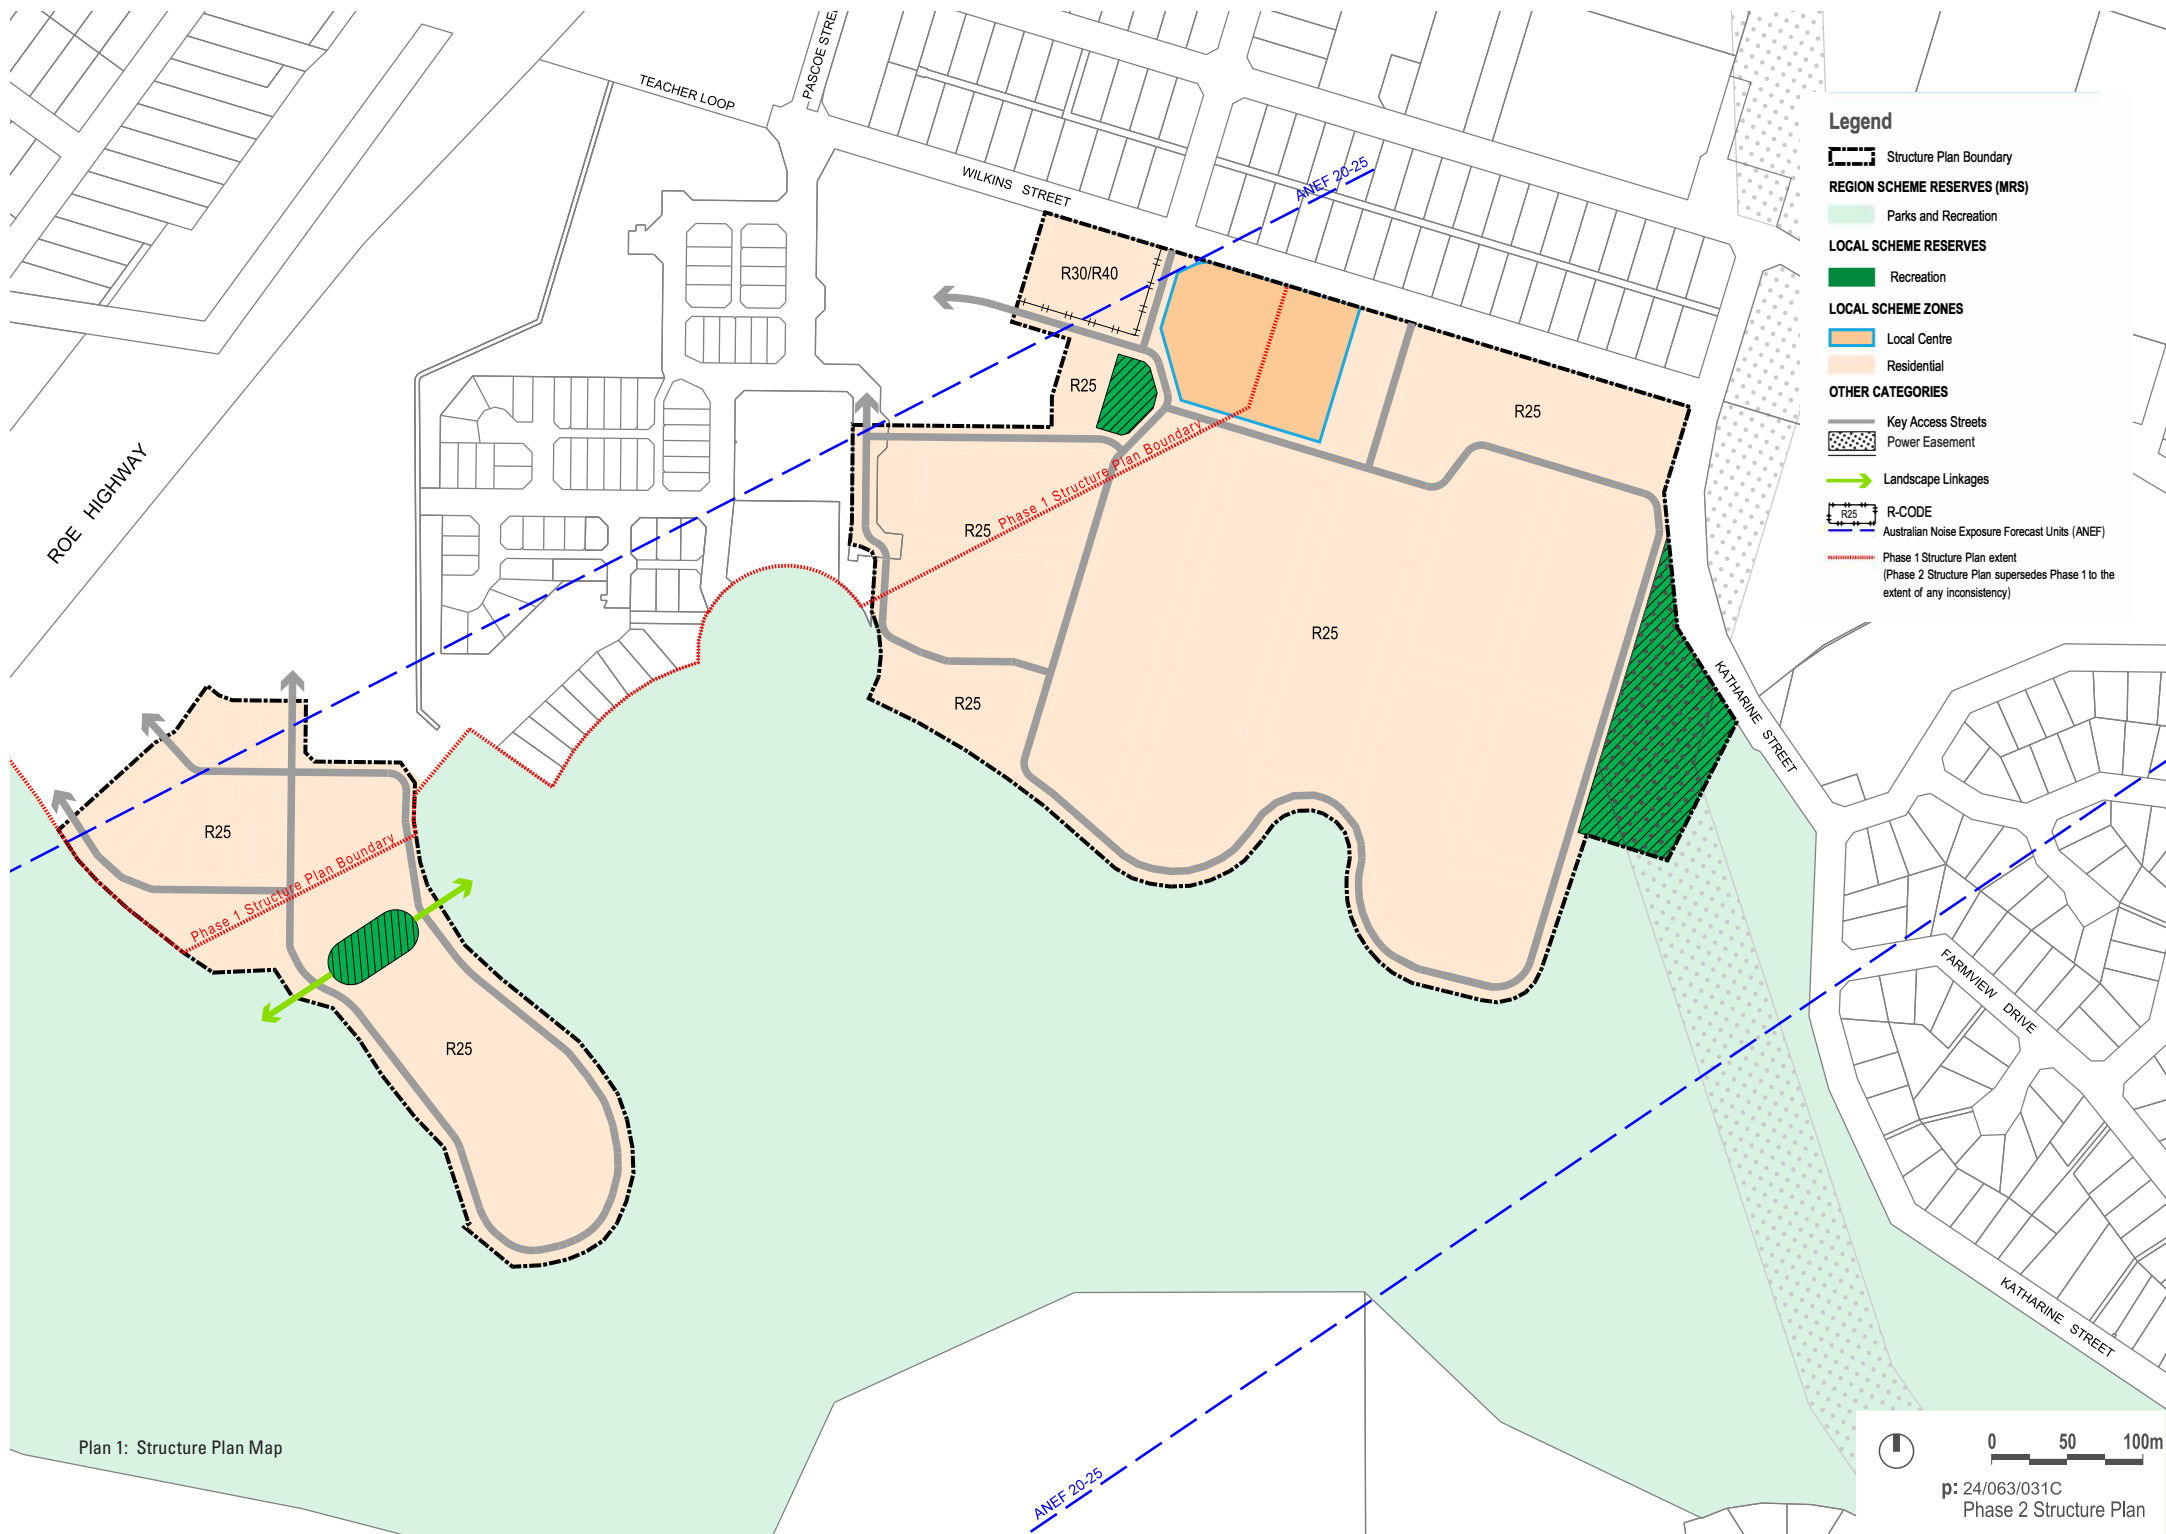 TEACHER LOOP
PASCOE STRE
WILKINS STREET
ANEF 20-25
ROE HIGHWAY
R30/R40
R25
R25
R25
Phase 1 Structure Plan Boundary
R25
R25
R25
R25
Phase 1 Structure Plan Boundary
R25
KATHARINE STREET
FARMVIEW DRIVE
KATHARINE STREET
ANEF 20-25
Legend
Structure Plan Boundary
REGION SCHEME RESERVES (MRS)
Parks and Recreation
LOCAL SCHEME RESERVES
Recreation
LOCAL SCHEME ZONES
Local Centre
Residential
OTHER CATEGORIES
Key Access Streets
Power Easement
Landscape Linkages
R25 R-CODE
Australian Noise Exposure Forecast Units (ANEF)
Phase 1 Structure Plan extent
(Phase 2 Structure Plan supersedes Phase 1 to the
extent of any inconsistency)
Plan 1: Structure Plan Map
0 50 100m
p: 24/063/031C
Phase 2 Structure Plan